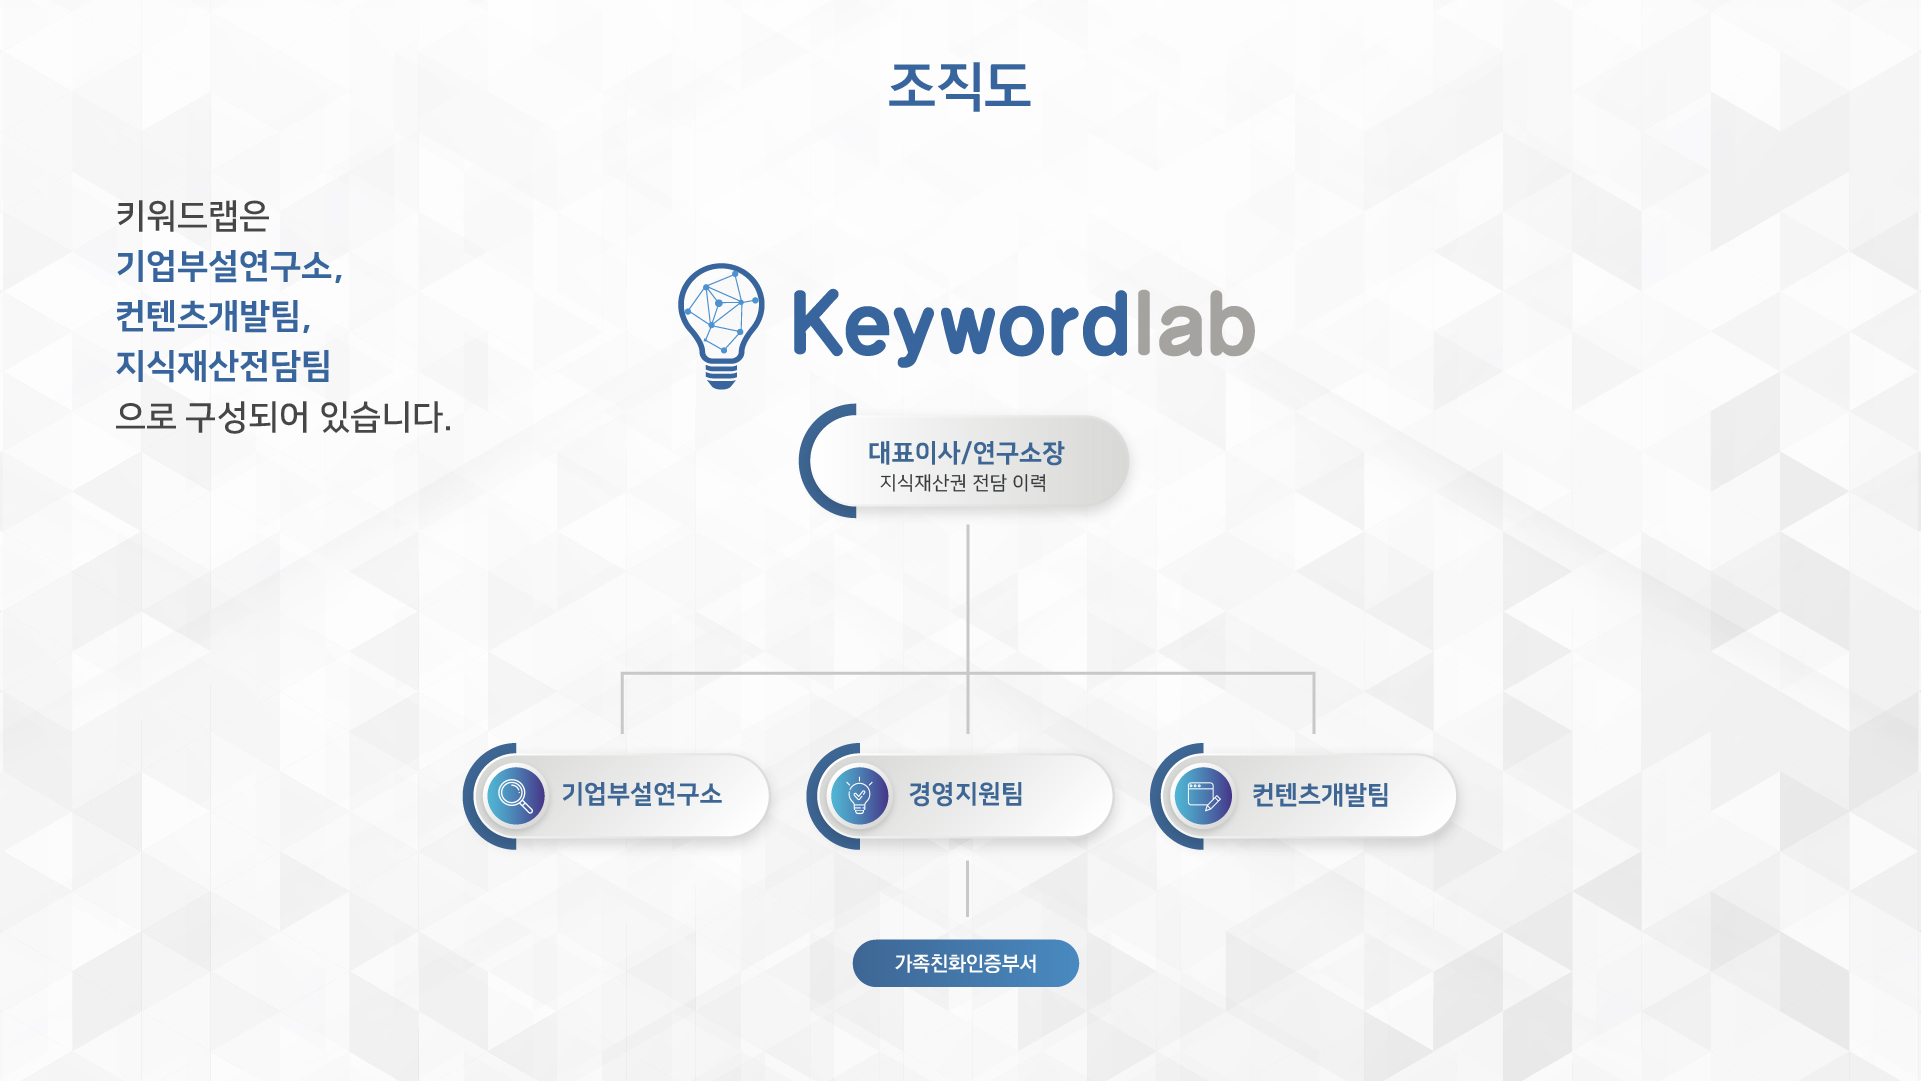 조직도
키워드랩은
기업부설연구소,
컨텐츠개발팀,
지식재산전담팀
으로 구성되어 있습니다.
Keywordlab
대표이사/연구소장
지식재산권 전담 이력
기업부설연구소
경영지원팀
컨텐츠개발팀
가족친화인증부서